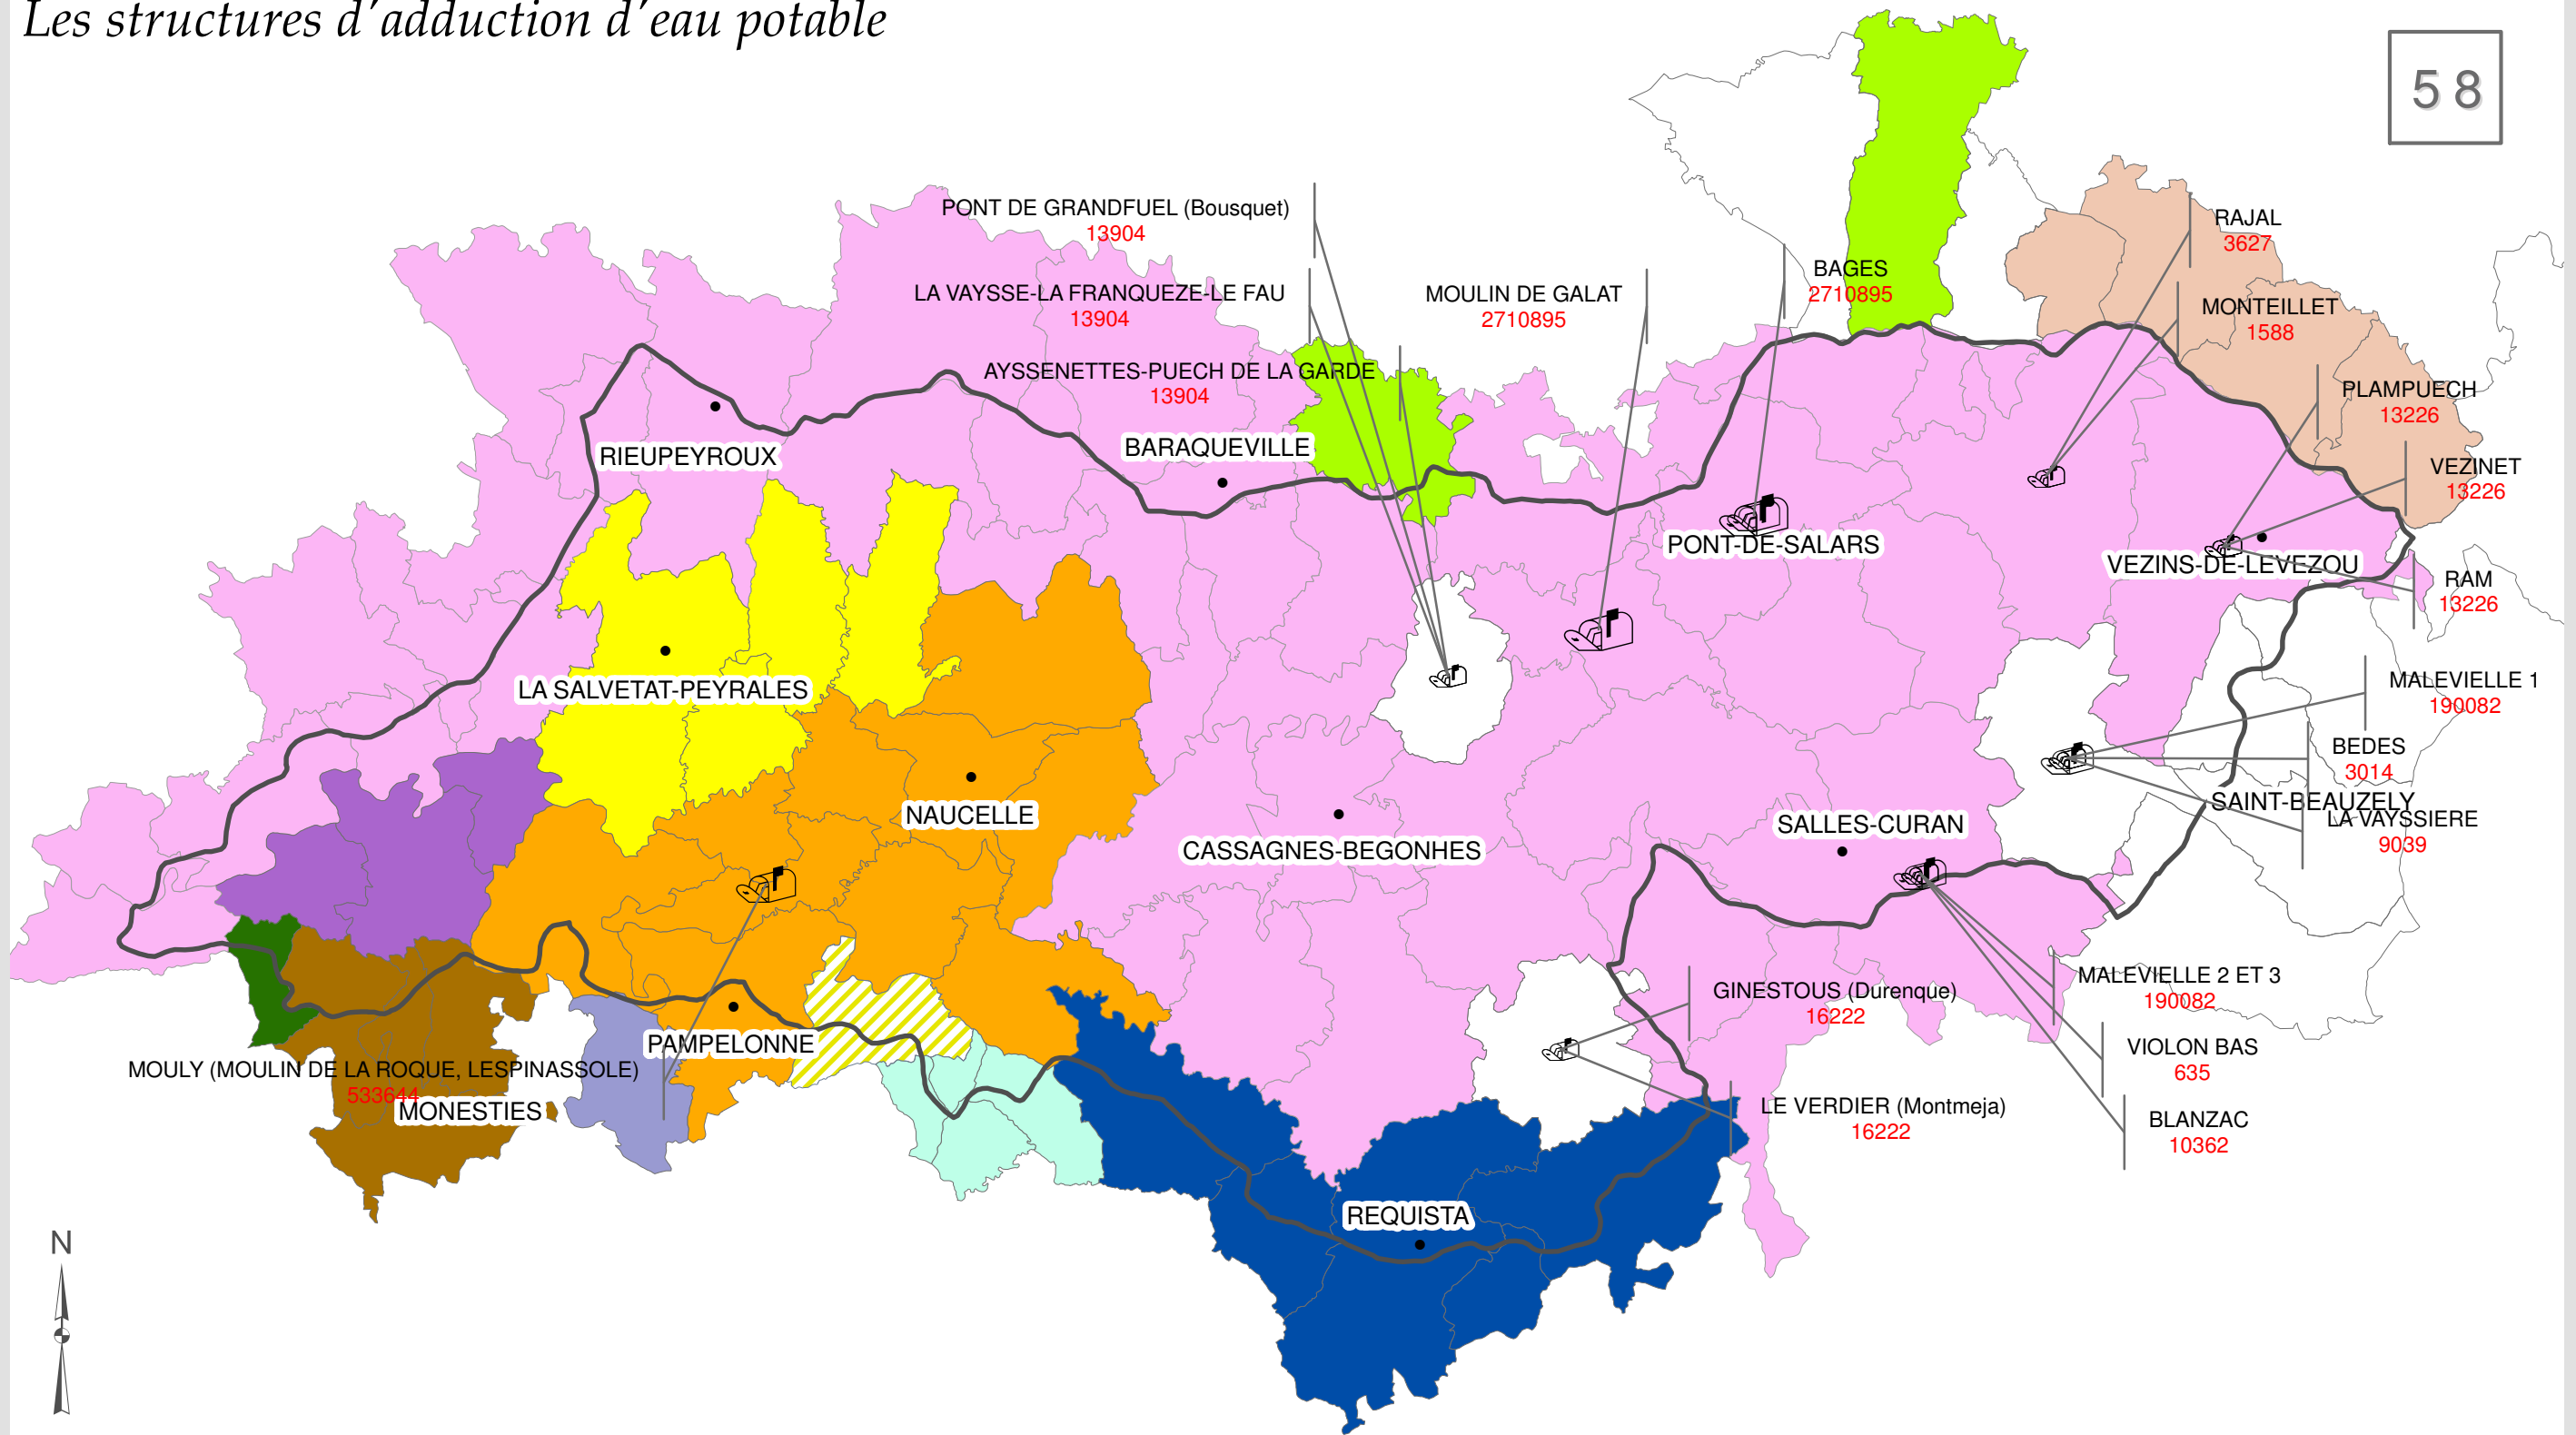 Les structures d'adduction d'eau potable
58
PONT DE GRANDFUEL (Bousquet)
13904
RAJAL
3627
LA VAYSSE-LA FRANQUEZE-LE FAU
13904
MOULIN DE GALAT
2710895
BAGES
2710895
MONTEILLET
1588
AYSSENETTES-PUECH DE LA GARDE
13904
PLAMPUECH
13226
RIEUPEYROUX
BARAQUEVILLE
VEZINET
13226
PONT-DE-SALARS
VEZINS-DE-LEVEZOU
RAM
13226
LA SALVETAT-PEYRALES
MALEVIELLE 1
190082
BEDES
3014
NAUCELLE
CASSAGNES-BEGONHES
SALLES-CURAN
SAINT-BEAUZELY
LA VAYSSIERE
9039
GINESTOUS (Durenque)
16222
MALEVIELLE 2 ET 3
190082
PAMPELONNE
VIOLON BAS
635
MOULY (MOULIN DE LA ROQUE, LESPINASSOLE)
533644
MONESTIES
LE VERDIER (Montmeja)
16222
BLANZAC
10362
REQUISTA
N